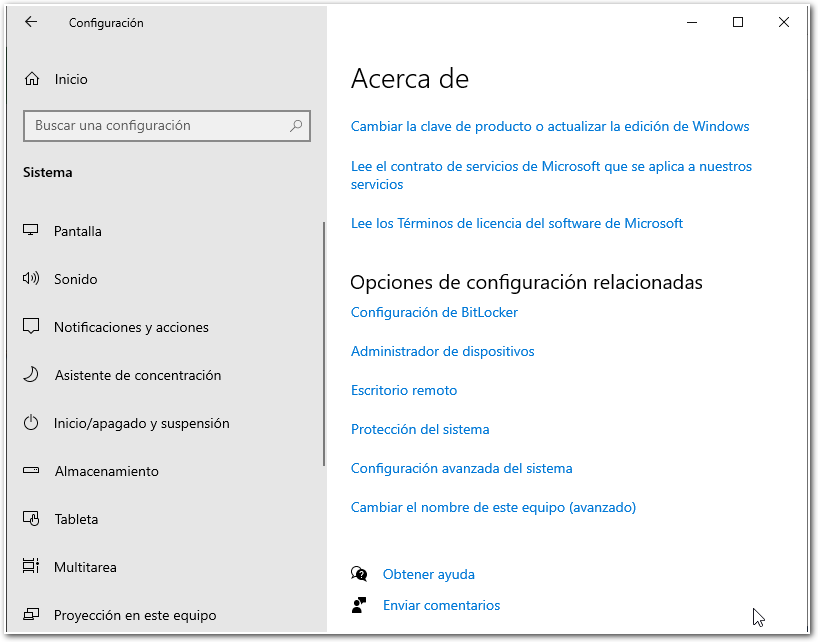 Configuración
Inicio
Buscar una configuración
Sistema
Pantalla
Sonido
Notificaciones y acciones
Asistente de concentración
Inicio/apagado y suspensión
Almacenamiento
Tableta
Multitarea
Proyección en este equipo
Acerca de
Cambiar la clave de producto o actualizar la edición de Windows
Lee el contrato de servicios de Microsoft que se aplica a nuestros
servicios
Lee los Términos de licencia del software de Microsoft
Opciones de configuración relacionadas
Configuración de BitLocker
Administrador de dispositivos
Escritorio remoto
Protección del sistema
Configuración avanzada del sistema
Cambiar el nombre de este equipo (avanzado)
Obtener ayuda
Enviar comentarios